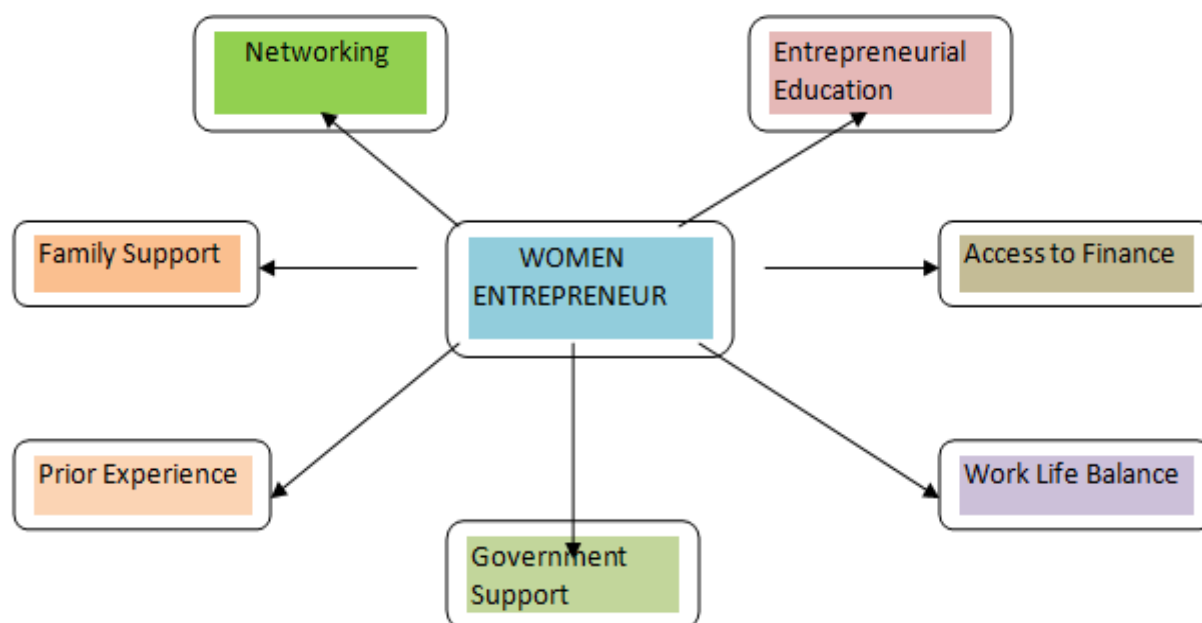 Networking
Entrepreneurial
Education
Family Support
WOMEN
ENTREPRENEUR
Access to Finance
Prior Experience
Work Life Balance
Government
Support